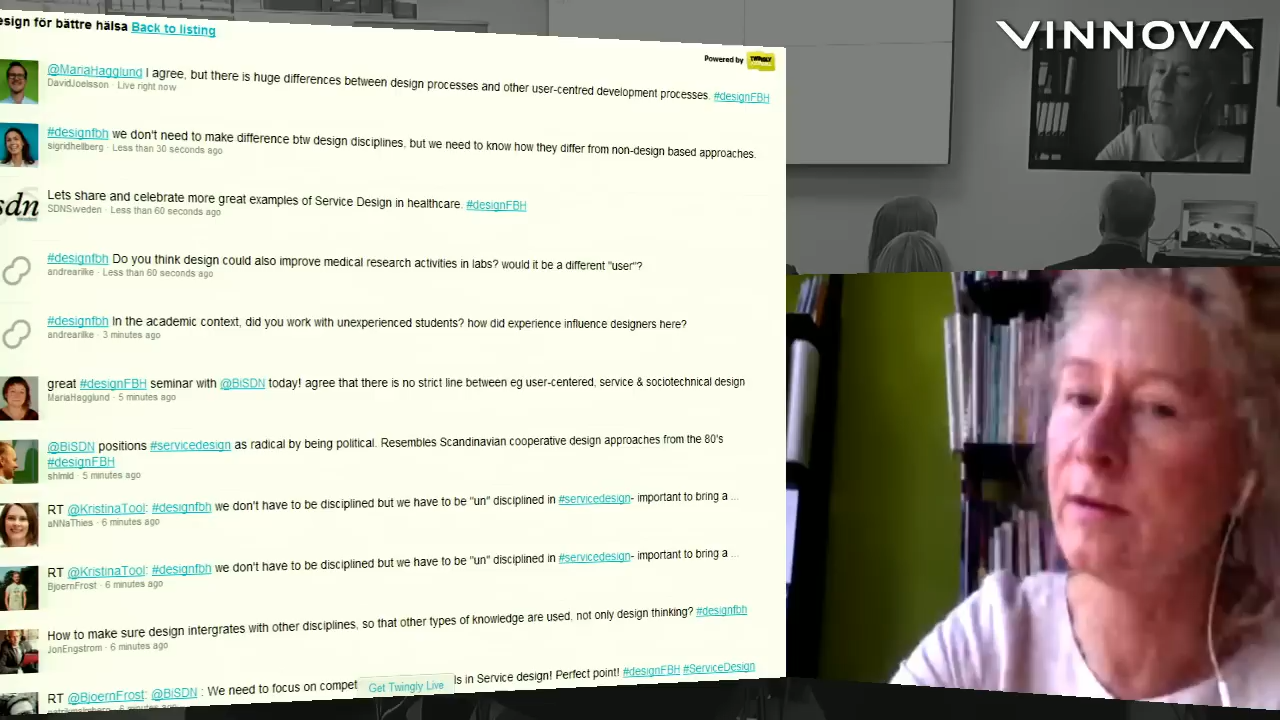 esign för bättre hälsa Back to listing
VINNOVA
Powered by TWINGLY
@MariaHagglund I agree, but there is huge differences between design processes and other user-centred development processes. #designFBH
DavidJoelsson · Live right now
#designfbh we don't need to make difference btw design disciplines, but we need to know how they differ from non-design based approaches.
sigridhellberg · Less than 30 seconds ago
sdn
Lets share and celebrate more great examples of Service Design in healthcare. #designFBH
SDNSweden · Less than 60 seconds ago
#designfbh Do you think design could also improve medical research activities in labs? would it be a different "user"?
andrearilke · Less than 60 seconds ago
#designfbh In the academic context, did you work with unexperienced students? how did experience influence designers here?
andrearilke · 3 minutes ago
great #designFBH seminar with @BiSDN today! agree that there is no strict line between eg user-centered, service & sociotechnical design
MariaHagglund · 5 minutes ago
@BiSDN positions #servicedesign as radical by being political. Resembles Scandinavian cooperative design approaches from the 80's
#designFBH
shlmld · 5 minutes ago
RT @KristinaTool: #designfbh we don't have to be disciplined but we have to be "un" disciplined in #servicedesign- important to bring a ...
aNNaThies · 6 minutes ago
RT @KristinaTool: #designfbh we don't have to be disciplined but we have to be "un" disciplined in #servicedesign- important to bring a ...
BjoernFrost · 6 minutes ago
How to make sure design intergrates with other disciplines, so that other types of knowledge are used, not only design thinking? #designfbh
JonEngstrom · 6 minutes ago
RT @BjoernFrost: @BiSDN : We need to focus on compet ls in Service design! Perfect point! #designFBH #ServiceDesign
Get Twingly Live
6 minutes ago